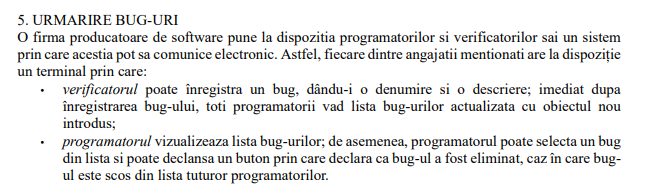 5. URMARIRE BUG-URI
O firma producatoare de software pune la dispozitia programatorilor si verificatorilor sai un sistem
prin care acestia pot sa comunice electronic. Astfel, fiecare dintre angajatii mentionati are la dispoziție
un terminal prin care:
• verificatorul poate înregistra un bug, dându-i o denumire si o descriere; imediat dupa
înregistrarea bug-ului, toti programatorii vad lista bug-urilor actualizata cu obiectul nou
introdus;
• programatorul vizualizeaza lista bug-urilor; de asemenea, programatorul poate selecta un bug
din lista si poate declansa un buton prin care declara ca bug-ul a fost eliminat, caz în care bug-
ul este scos din lista tuturor programatorilor.